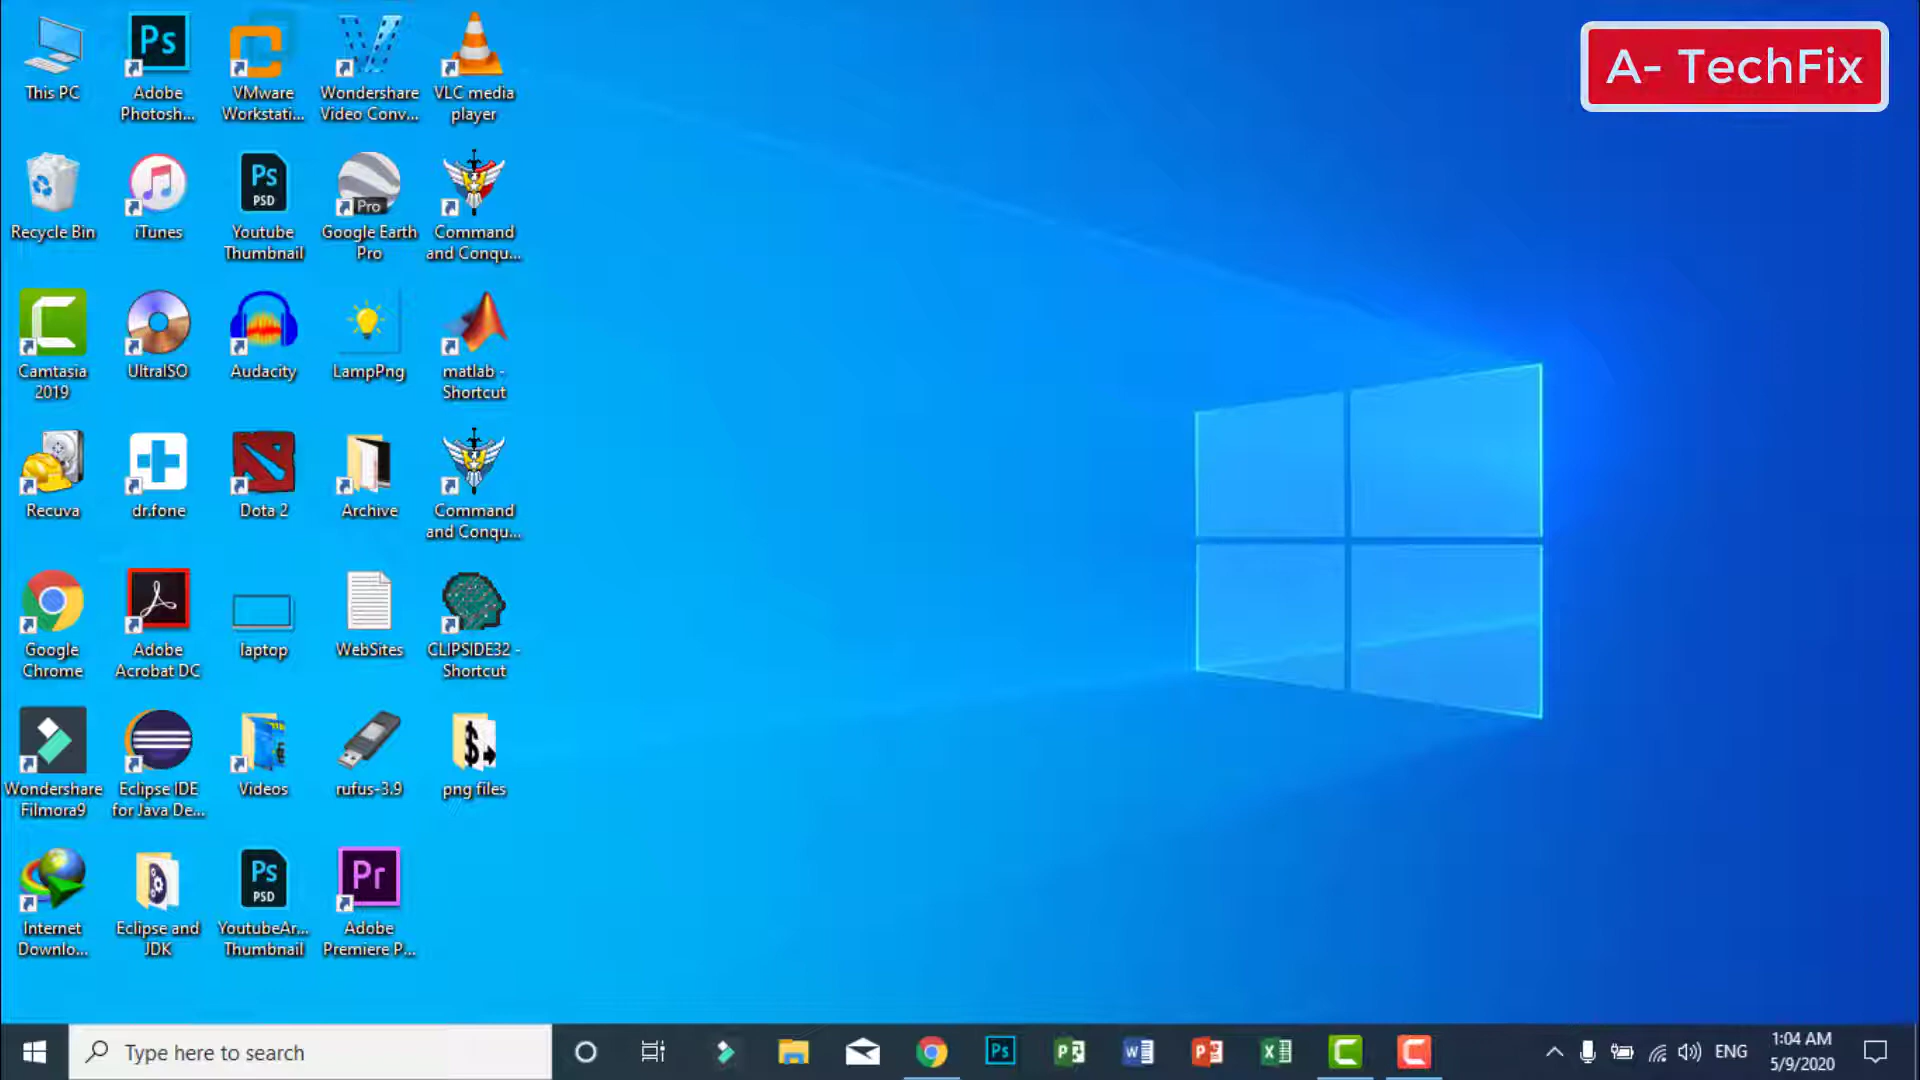 A- TechFix
This PC
Adobe
Photosh...
VMware
Workstati...
Wondershare
Video Conv...
VLC media
player
Recycle Bin
iTunes
Ps
PSD
Youtube
Thumbnail
Pro
Google Earth
Pro
Command
and Conqu...
Camtasia
2019
UltraISO
Audacity
LampPng
matlab -
Shortcut
Recuva
dr.fone
Dota 2
Archive
Command
and Conqu...
Google
Chrome
Adobe
Acrobat DC
laptop
WebSites
CLIPSIDE32 -
Shortcut
Wondershare
Filmora9
Eclipse IDE
for Java De...
Videos
rufus-3.9
png files
Internet
Downlo...
Eclipse and
JDK
Ps
PSD
YoutubeAr...
Thumbnail
Pr
Adobe
Premiere P...
Type here to search
Ps
ENG
1:04 AM
5/9/2020